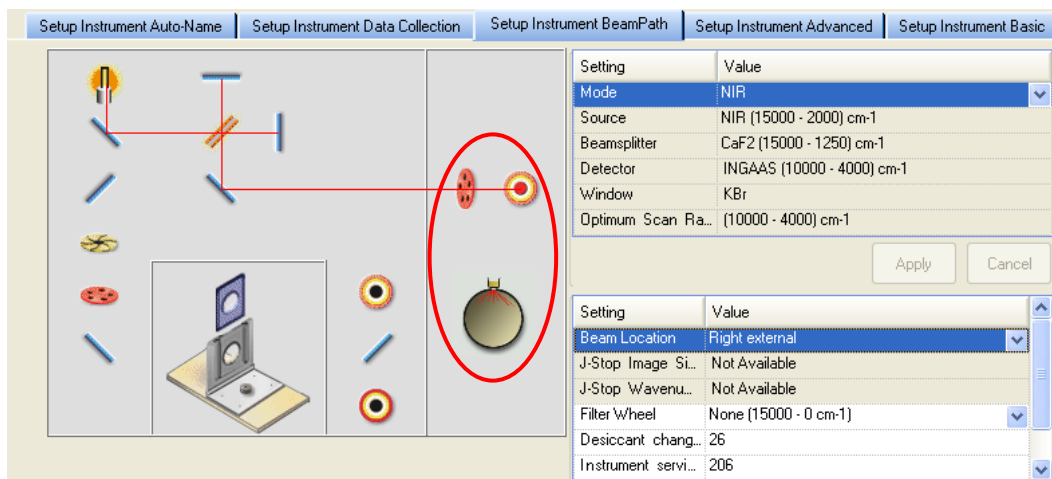 Setup Instrument Auto-Name Setup Instrument Data Collection Setup Instrument BeamPath Setup Instrument Advanced Setup Instrument Basic
Setting Value
Mode NIR
Source NIR (15000 - 2000) cm-1
Beamsplitter CaF2 (15000 - 1250) cm-1
Detector INGAAS (10000 - 4000) cm-1
Window KBr
Optimum Scan Ra... (10000 - 4000) cm-1
Apply Cancel
Setting Value
Beam Location Right external
J-Stop Image Si... Not Available
J-Stop Wavenu... Not Available
Filter Wheel None (15000 - 0 cm-1)
Desiccant chang... 26
Instrument servi... 206